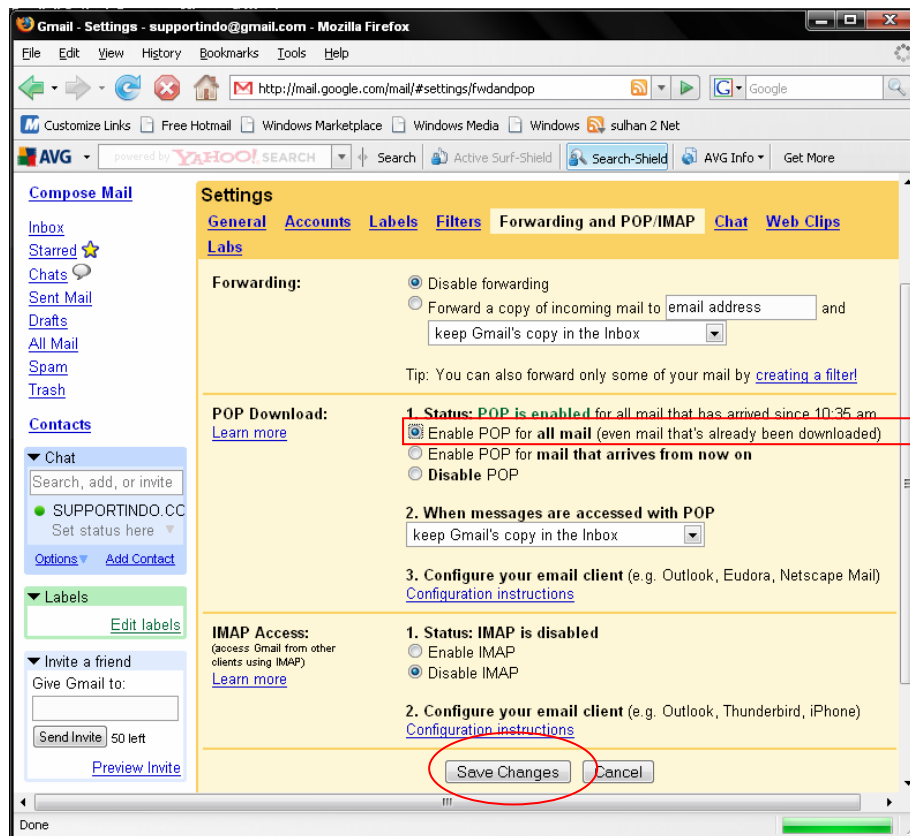 Gmail - Settings - supportindo@gmail.com - Mozilla Firefox
File Edit View History Bookmarks Tools Help
http://mail.google.com/mail/#settings/fwdandpop
Google
Customize Links Free Hotmail Windows Marketplace Windows Media Windows sulhan 2 Net
AVG powered by YAHOO! SEARCH Search Active Surf-Shield Search-Shield AVG Info Get More
Compose Mail
Inbox
Starred
Chats
Sent Mail
Drafts
All Mail
Spam
Trash
Contacts
Chat
Search, add, or invite
SUPPORTINDO.CC
Set status here
Options Add Contact
Labels
Edit labels
Invite a friend
Give Gmail to:
Send Invite 50 left
Preview Invite
Settings
General Accounts Labels Filters Forwarding and POP/IMAP Chat Web Clips
Labs
Forwarding:
Disable forwarding
Forward a copy of incoming mail to email address and
keep Gmail's copy in the Inbox
Tip: You can also forward only some of your mail by creating a filter!
POP Download:
Learn more
1. Status: POP is enabled for all mail that has arrived since 10:35 am
Enable POP for all mail (even mail that's already been downloaded)
Enable POP for mail that arrives from now on
Disable POP
2. When messages are accessed with POP
keep Gmail's copy in the Inbox
3. Configure your email client (e.g. Outlook, Eudora, Netscape Mail)
Configuration instructions
IMAP Access:
(access Gmail from other
clients using IMAP)
Learn more
1. Status: IMAP is disabled
Enable IMAP
Disable IMAP
2. Configure your email client (e.g. Outlook, Thunderbird, iPhone)
Configuration instructions
Save Changes Cancel
Done